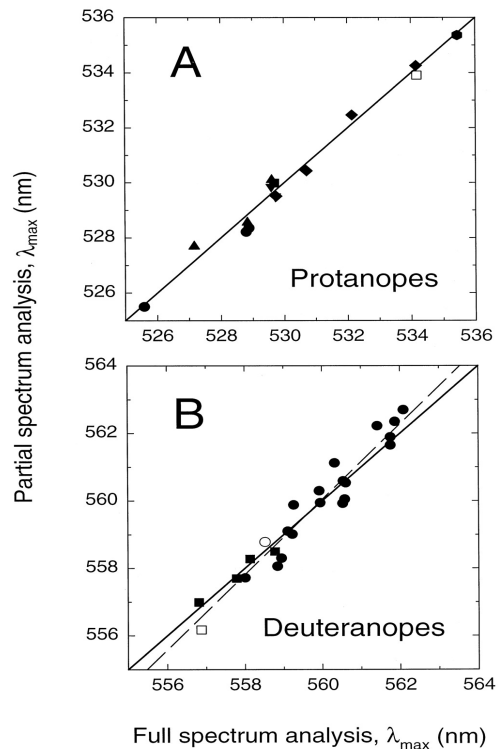 Partial spectrum analysis, λmax (nm)
536
534
532
530
528
526
A
Protanopes
526 528 530 532 534 536
564
562
560
558
556
B
Deuteranopes
556 558 560 562 564
Full spectrum analysis, λmax (nm)